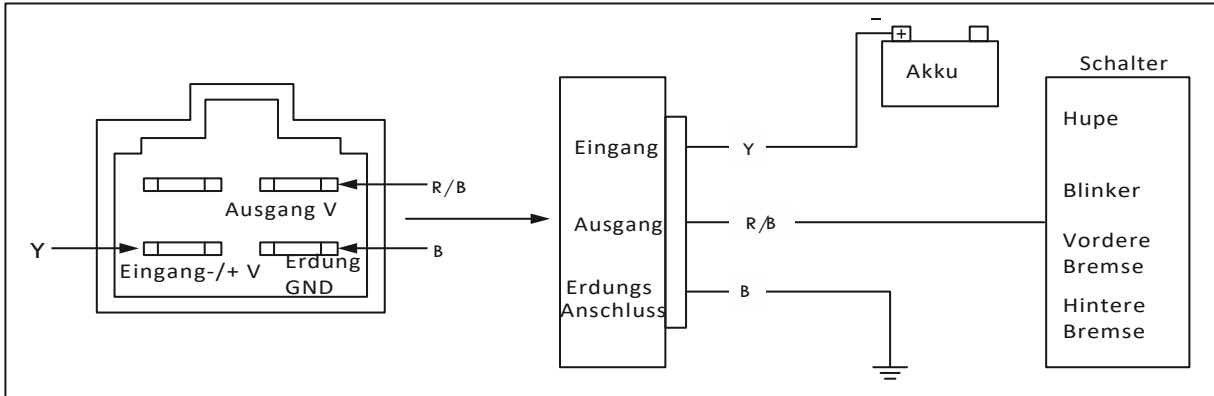 R/B
Ausgang V
Y
B
Eingang-/+ V
Erdung
GND
Eingang
Ausgang
Erdungs
Anschluss
Y
R/B
B
−
+
Akku
Schalter
Hupe
Blinker
Vordere
Bremse
Hintere
Bremse